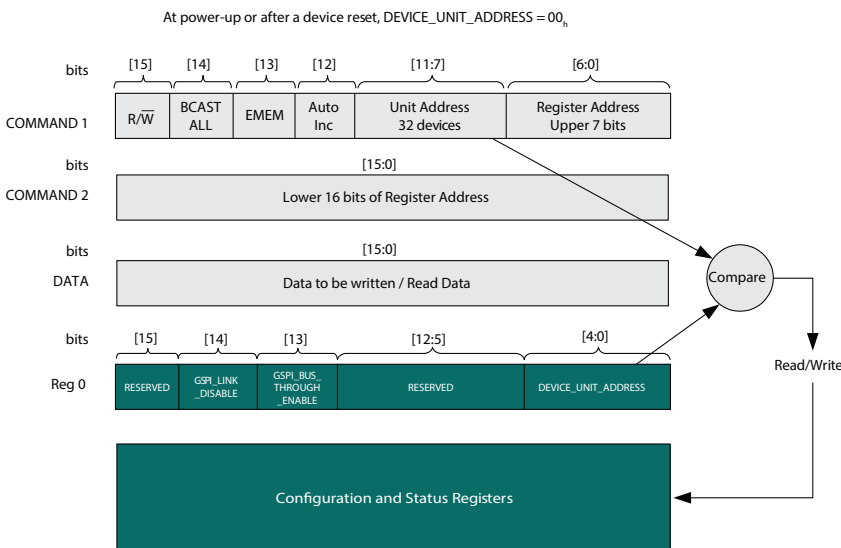 At power-up or after a device reset, DEVICE_UNIT_ADDRESS = 00h
bits [15] [14] [13] [12] [11:7] [6:0]
COMMAND 1
R/W̅
BCAST
ALL
EMEM
Auto
Inc
Unit Address
32 devices
Register Address
Upper 7 bits
bits [15:0]
COMMAND 2
Lower 16 bits of Register Address
bits [15:0]
DATA
Data to be written / Read Data
Compare
bits [15] [14] [13] [12:5] [4:0]
Reg 0
RESERVED
GSPI_LINK
_DISABLE
GSPI_BUS_
THROUGH
_ENABLE
RESERVED
DEVICE_UNIT_ADDRESS
Read/Write
Configuration and Status Registers